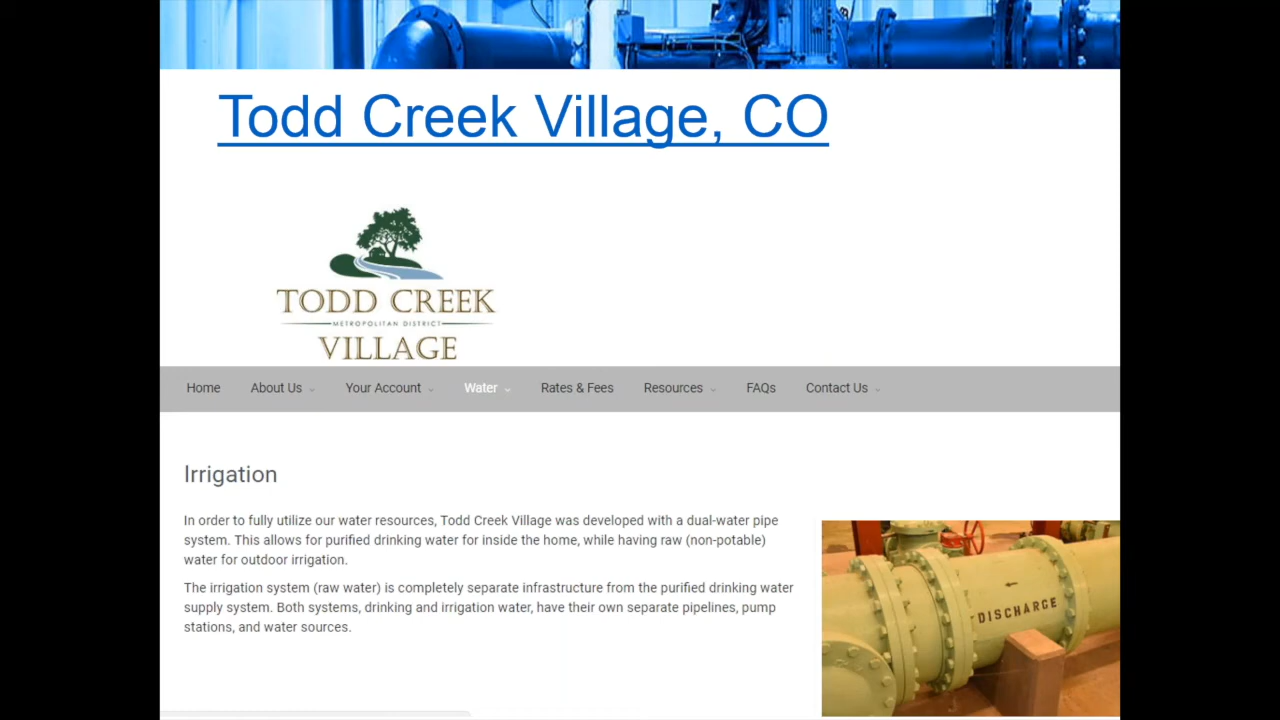 Todd Creek Village, CO
TODD CREEK
METROPOLITAN DISTRICT
VILLAGE
Home About Us Your Account Water Rates & Fees Resources FAQs Contact Us
Irrigation
In order to fully utilize our water resources, Todd Creek Village was developed with a dual-water pipe
system. This allows for purified drinking water for inside the home, while having raw (non-potable)
water for outdoor irrigation.
The irrigation system (raw water) is completely separate infrastructure from the purified drinking water
supply system. Both systems, drinking and irrigation water, have their own separate pipelines, pump
stations, and water sources.
DISCHARGE